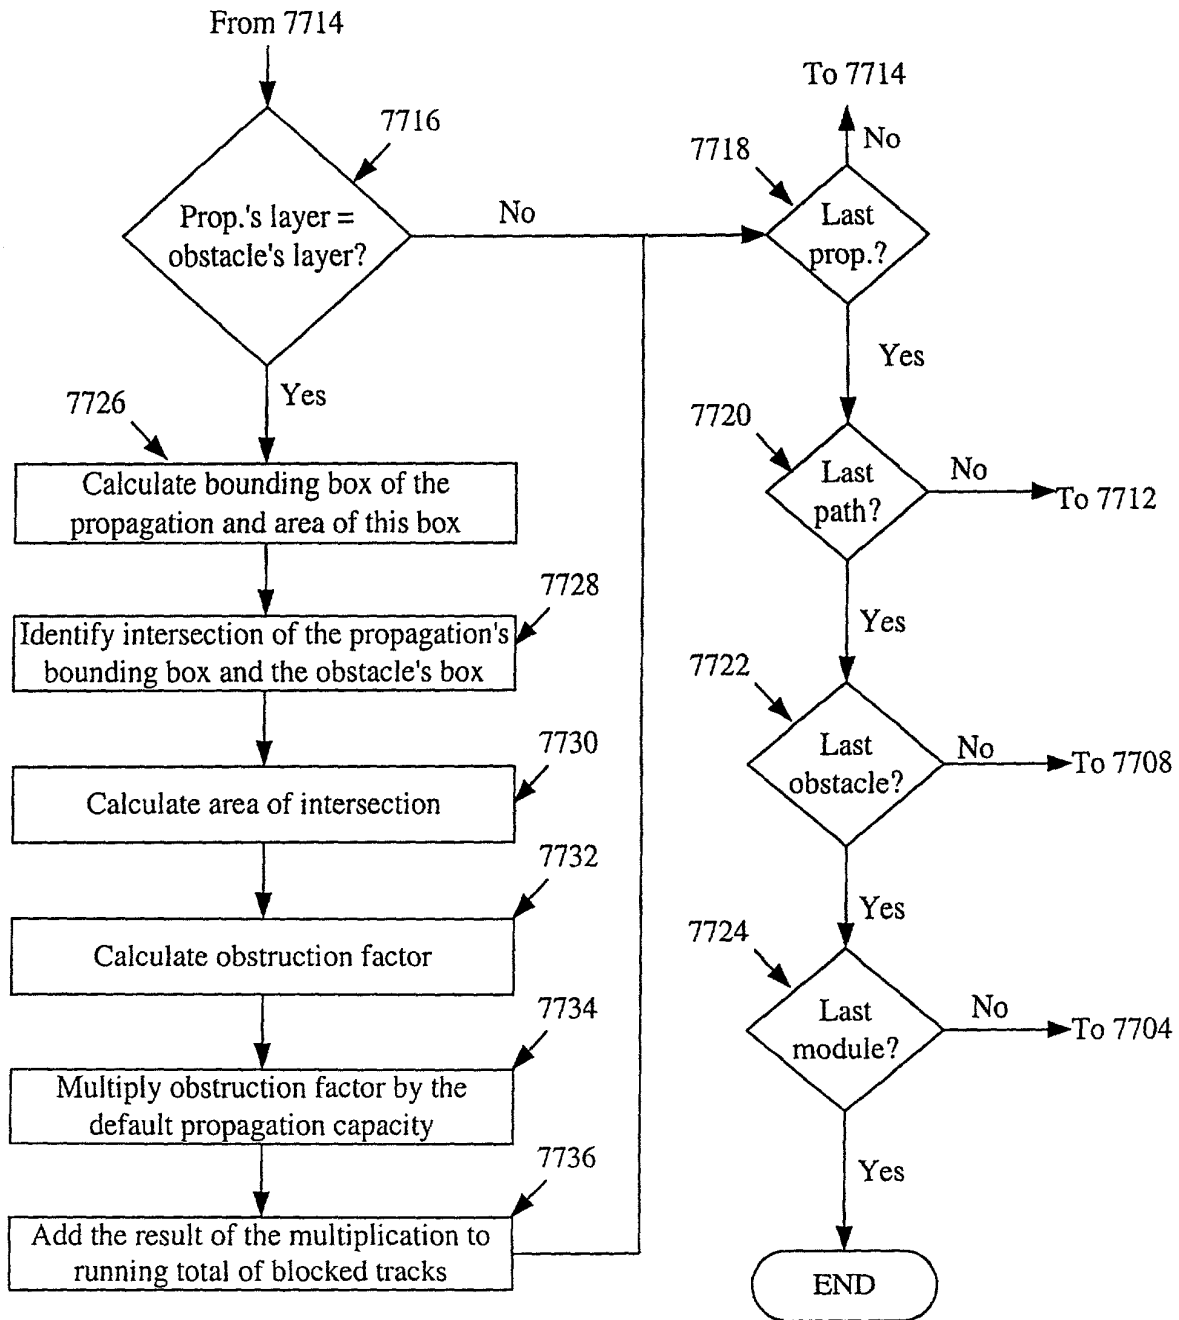 From 7714
7716
Prop.'s layer =
obstacle's layer?
No
Yes
7726
Calculate bounding box of the
propagation and area of this box
7728
Identify intersection of the propagation's
bounding box and the obstacle's box
7730
Calculate area of intersection
7732
Calculate obstruction factor
7734
Multiply obstruction factor by the
default propagation capacity
7736
Add the result of the multiplication to
running total of blocked tracks
To 7714
No
7718
Last
prop.?
Yes
7720
Last
path?
No
To 7712
Yes
7722
Last
obstacle?
No
To 7708
Yes
7724
Last
module?
No
To 7704
Yes
END